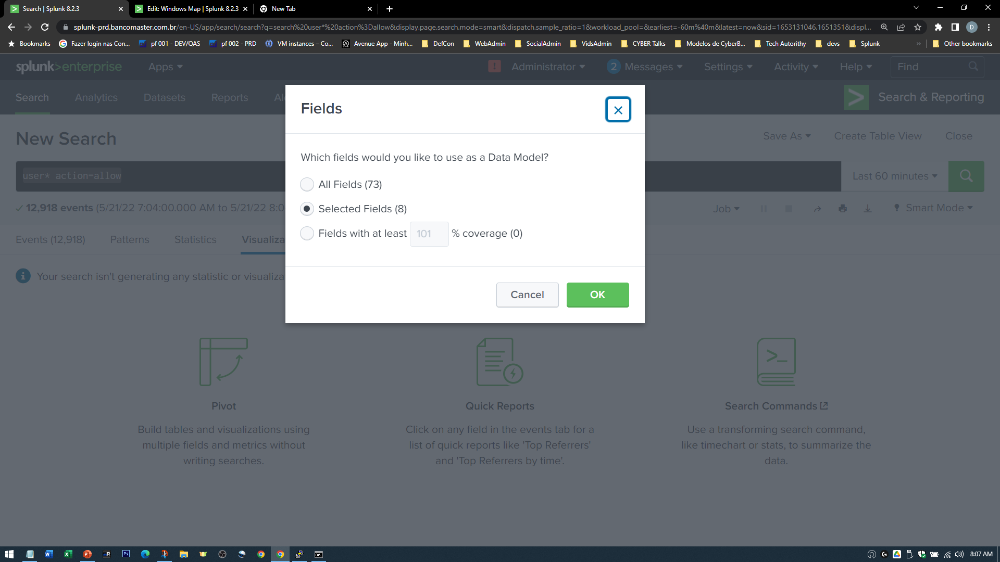 Search | Splunk 8.2.3
Edit: Windows Map | Splunk 8.2.3
New Tab
splunk-prd.bancomaster.com.br/en-US/app/search/search?q=search%20user*%20action%3Dallow&display.page.search.mode=smart&dispatch.sample_ratio=1&workload_pool=&earliest=-60m%40m&latest=now&sid=1653131046.1651351&displ...
D
Bookmarks
Fazer login nas Con...
pf 001 - DEV/QAS
pf 002 - PRD
VM instances – Co...
Avenue App - Minh...
DefCon
WebAdmin
SocialAdmin
VidsAdmin
CYBER Talks
Modelos de CyberB...
Tech Autorithy
devs
Splunk
»
Other bookmarks
splunk>enterprise
Apps
!
Administrator
2 Messages
Settings
Activity
Help
Find
Search
Analytics
Datasets
Reports
Al
Search & Reporting
Fields
New Search
Save As
Create Table View
Close
Which fields would you like to use as a Data Model?
user* action=allow
Last 60 minutes
All Fields (73)
12,918 events (5/21/22 7:04:00.000 AM to 5/21/22 8:0
Selected Fields (8)
Job
Smart Mode
Fields with at least 101 % coverage (0)
Events (12,918)
Patterns
Statistics
Visualiza
Your search isn't generating any statistic or visualiza
Cancel
OK
Pivot
Build tables and visualizations using
multiple fields and metrics without
writing searches.
Quick Reports
Click on any field in the events tab for a
list of quick reports like 'Top Referrers'
and 'Top Referrers by time'.
Search Commands
Use a transforming search command,
like timechart or stats, to summarize the
data.
8:07 AM